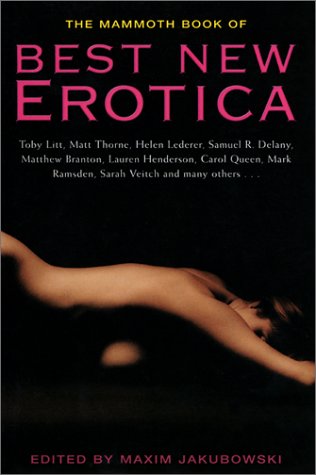 THE MAMMOTH BOOK OF
BEST NEW
EROTICA
Toby Litt, Matt Thorne, Helen Lederer, Samuel R. Delany,
Matthew Branton, Lauren Henderson, Carol Queen, Mark
Ramsden, Sarah Veitch and many others . . .
EDITED BY MAXIM JAKUBOWSKI